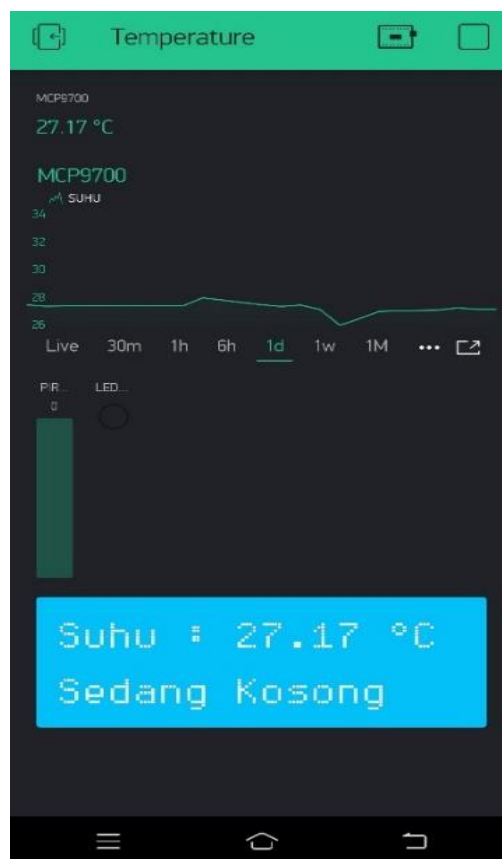 Temperature
MCP9700
27.17 °C
MCP9700
SUHU
34
32
30
28
26
Live 30m 1h 6h 1d 1w 1M •••
PIR... LED...
0
Suhu : 27.17 °C
Sedang Kosong